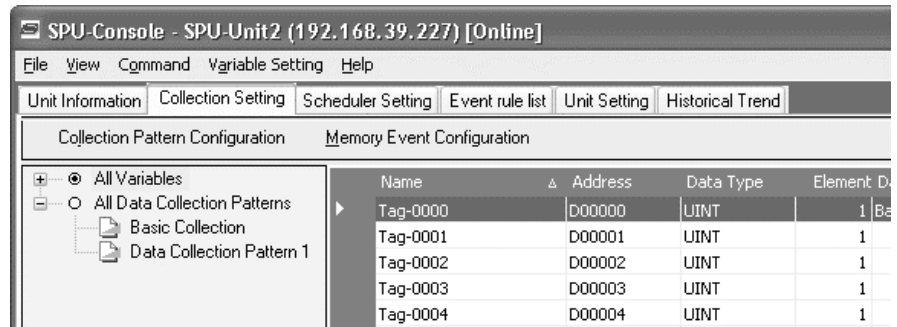 SPU-Console - SPU-Unit2 (192.168.39.227) [Online]
File View Command Variable Setting Help
Unit Information Collection Setting Scheduler Setting Event rule list Unit Setting Historical Trend
Collection Pattern Configuration Memory Event Configuration
All Variables
All Data Collection Patterns
Basic Collection
Data Collection Pattern 1
Name Address Data Type Element D
Tag-0000 D00000 UINT 1 Ba
Tag-0001 D00001 UINT 1
Tag-0002 D00002 UINT 1
Tag-0003 D00003 UINT 1
Tag-0004 D00004 UINT 1